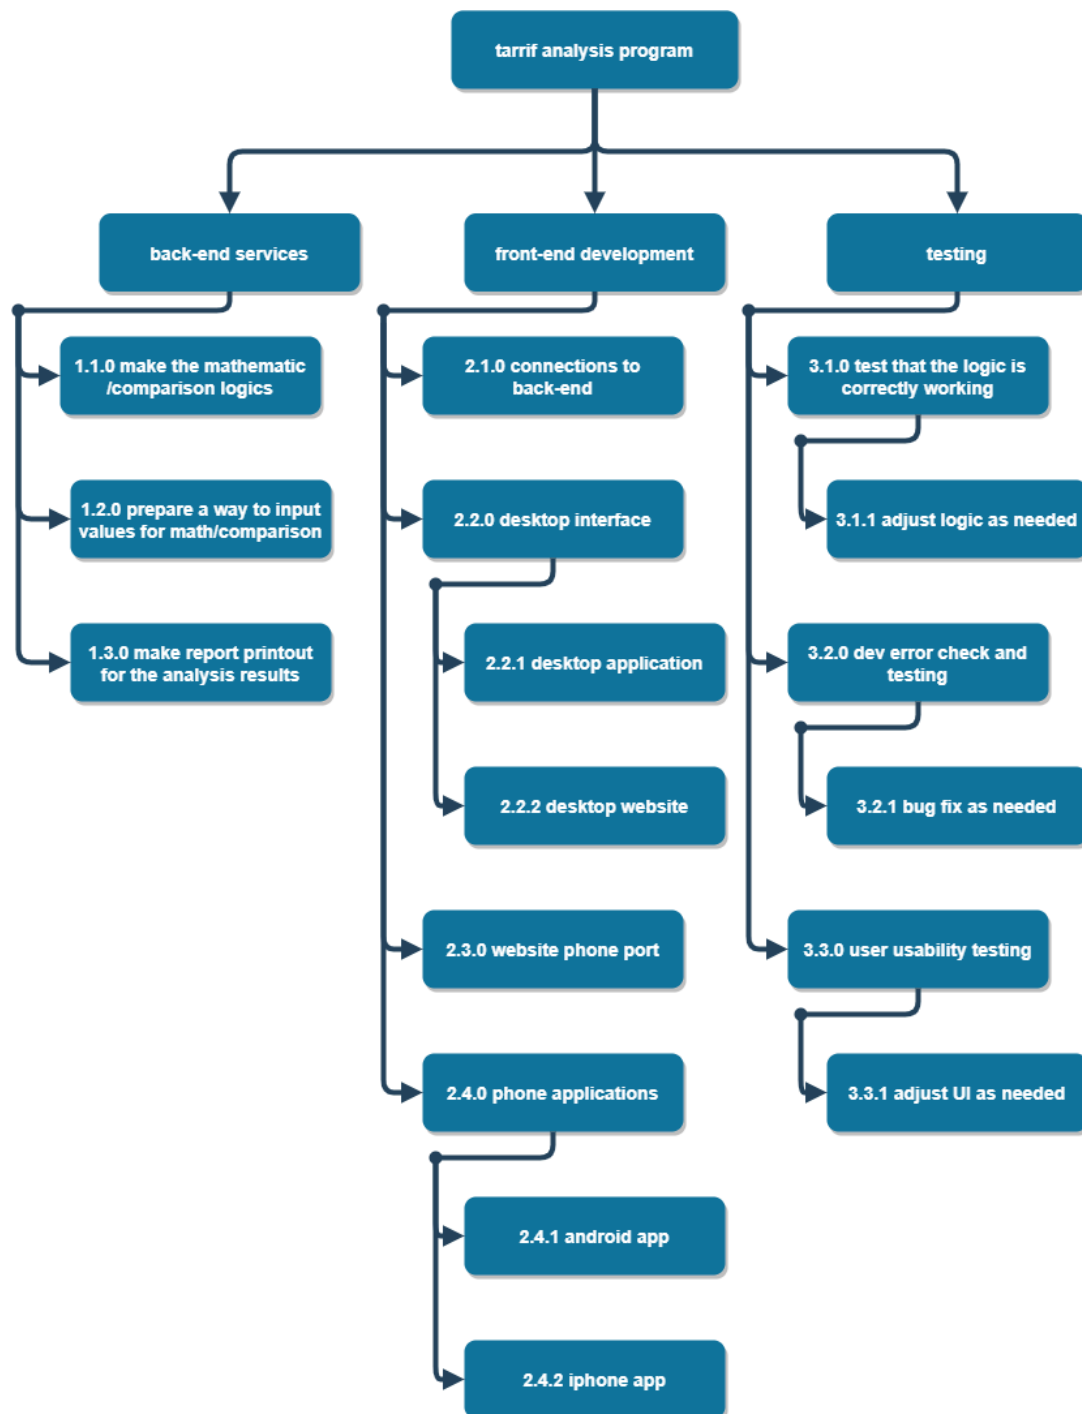 tarrif analysis program
back-end services
front-end development
testing
1.1.0 make the mathematic
/comparison logics
1.2.0 prepare a way to input
values for math/comparison
1.3.0 make report printout
for the analysis results
2.1.0 connections to
back-end
2.2.0 desktop interface
2.2.1 desktop application
2.2.2 desktop website
2.3.0 website phone port
2.4.0 phone applications
2.4.1 android app
2.4.2 iphone app
3.1.0 test that the logic is
correctly working
3.1.1 adjust logic as needed
3.2.0 dev error check and
testing
3.2.1 bug fix as needed
3.3.0 user usability testing
3.3.1 adjust UI as needed